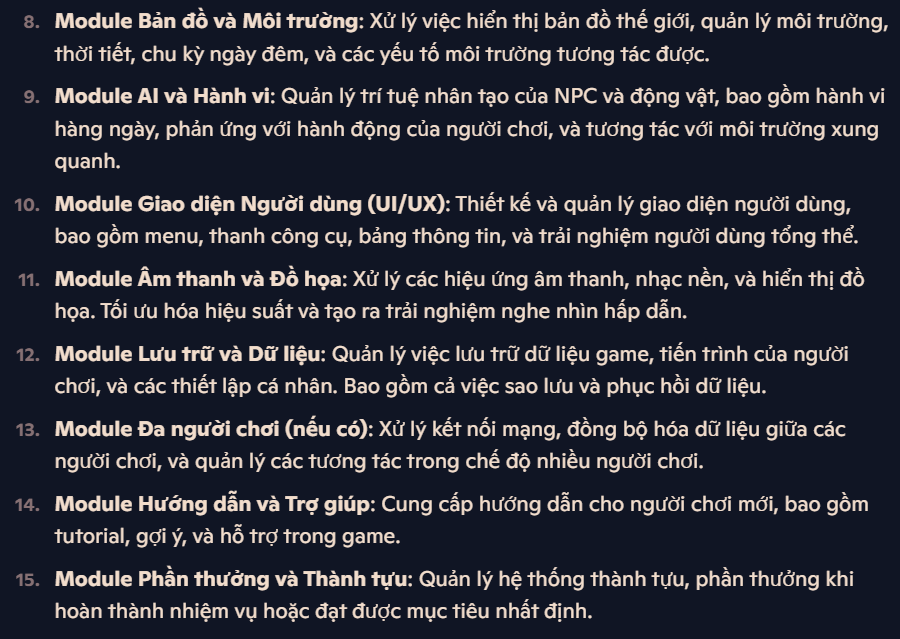 8. Module Bản đồ và Môi trường: Xử lý việc hiển thị bản đồ thế giới, quản lý môi trường,
thời tiết, chu kỳ ngày đêm, và các yếu tố môi trường tương tác được.
9. Module AI và Hành vi: Quản lý trí tuệ nhân tạo của NPC và động vật, bao gồm hành vi
hàng ngày, phản ứng với hành động của người chơi, và tương tác với môi trường xung
quanh.
10. Module Giao diện Người dùng (UI/UX): Thiết kế và quản lý giao diện người dùng,
bao gồm menu, thanh công cụ, bảng thông tin, và trải nghiệm người dùng tổng thể.
11. Module Âm thanh và Đồ họa: Xử lý các hiệu ứng âm thanh, nhạc nền, và hiển thị đồ
họa. Tối ưu hóa hiệu suất và tạo ra trải nghiệm nghe nhìn hấp dẫn.
12. Module Lưu trữ và Dữ liệu: Quản lý việc lưu trữ dữ liệu game, tiến trình của người
chơi, và các thiết lập cá nhân. Bao gồm cả việc sao lưu và phục hồi dữ liệu.
13. Module Đa người chơi (nếu có): Xử lý kết nối mạng, đồng bộ hóa dữ liệu giữa các
người chơi, và quản lý các tương tác trong chế độ nhiều người chơi.
14. Module Hướng dẫn và Trợ giúp: Cung cấp hướng dẫn cho người chơi mới, bao gồm
tutorial, gợi ý, và hỗ trợ trong game.
15. Module Phần thưởng và Thành tựu: Quản lý hệ thống thành tựu, phần thưởng khi
hoàn thành nhiệm vụ hoặc đạt được mục tiêu nhất định.